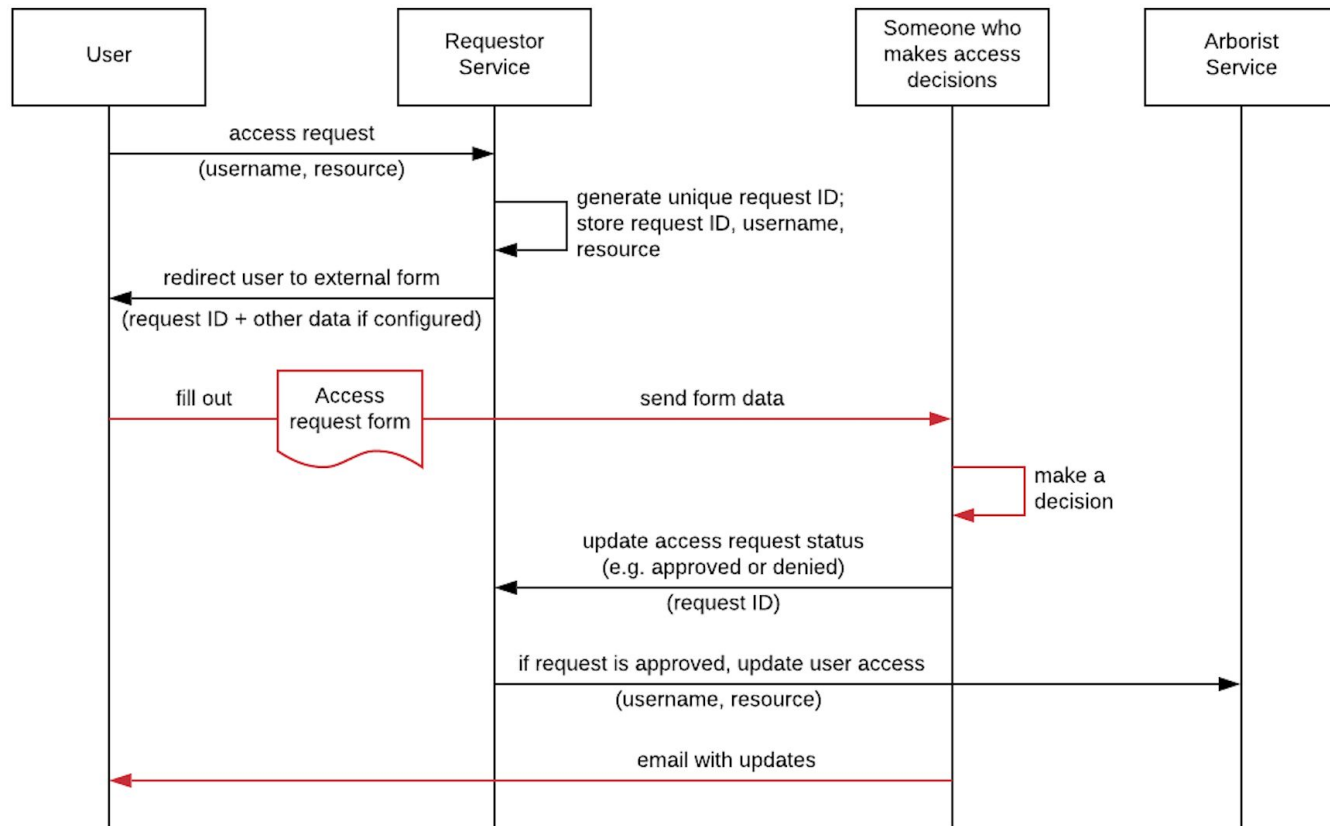 User
Requestor
Service
Someone who
makes access
decisions
Arborist
Service
access request
(username, resource)
generate unique request ID;
store request ID, username,
resource
redirect user to external form
(request ID + other data if configured)
fill out
Access
request form
send form data
make a
decision
update access request status
(e.g. approved or denied)
(request ID)
if request is approved, update user access
(username, resource)
email with updates